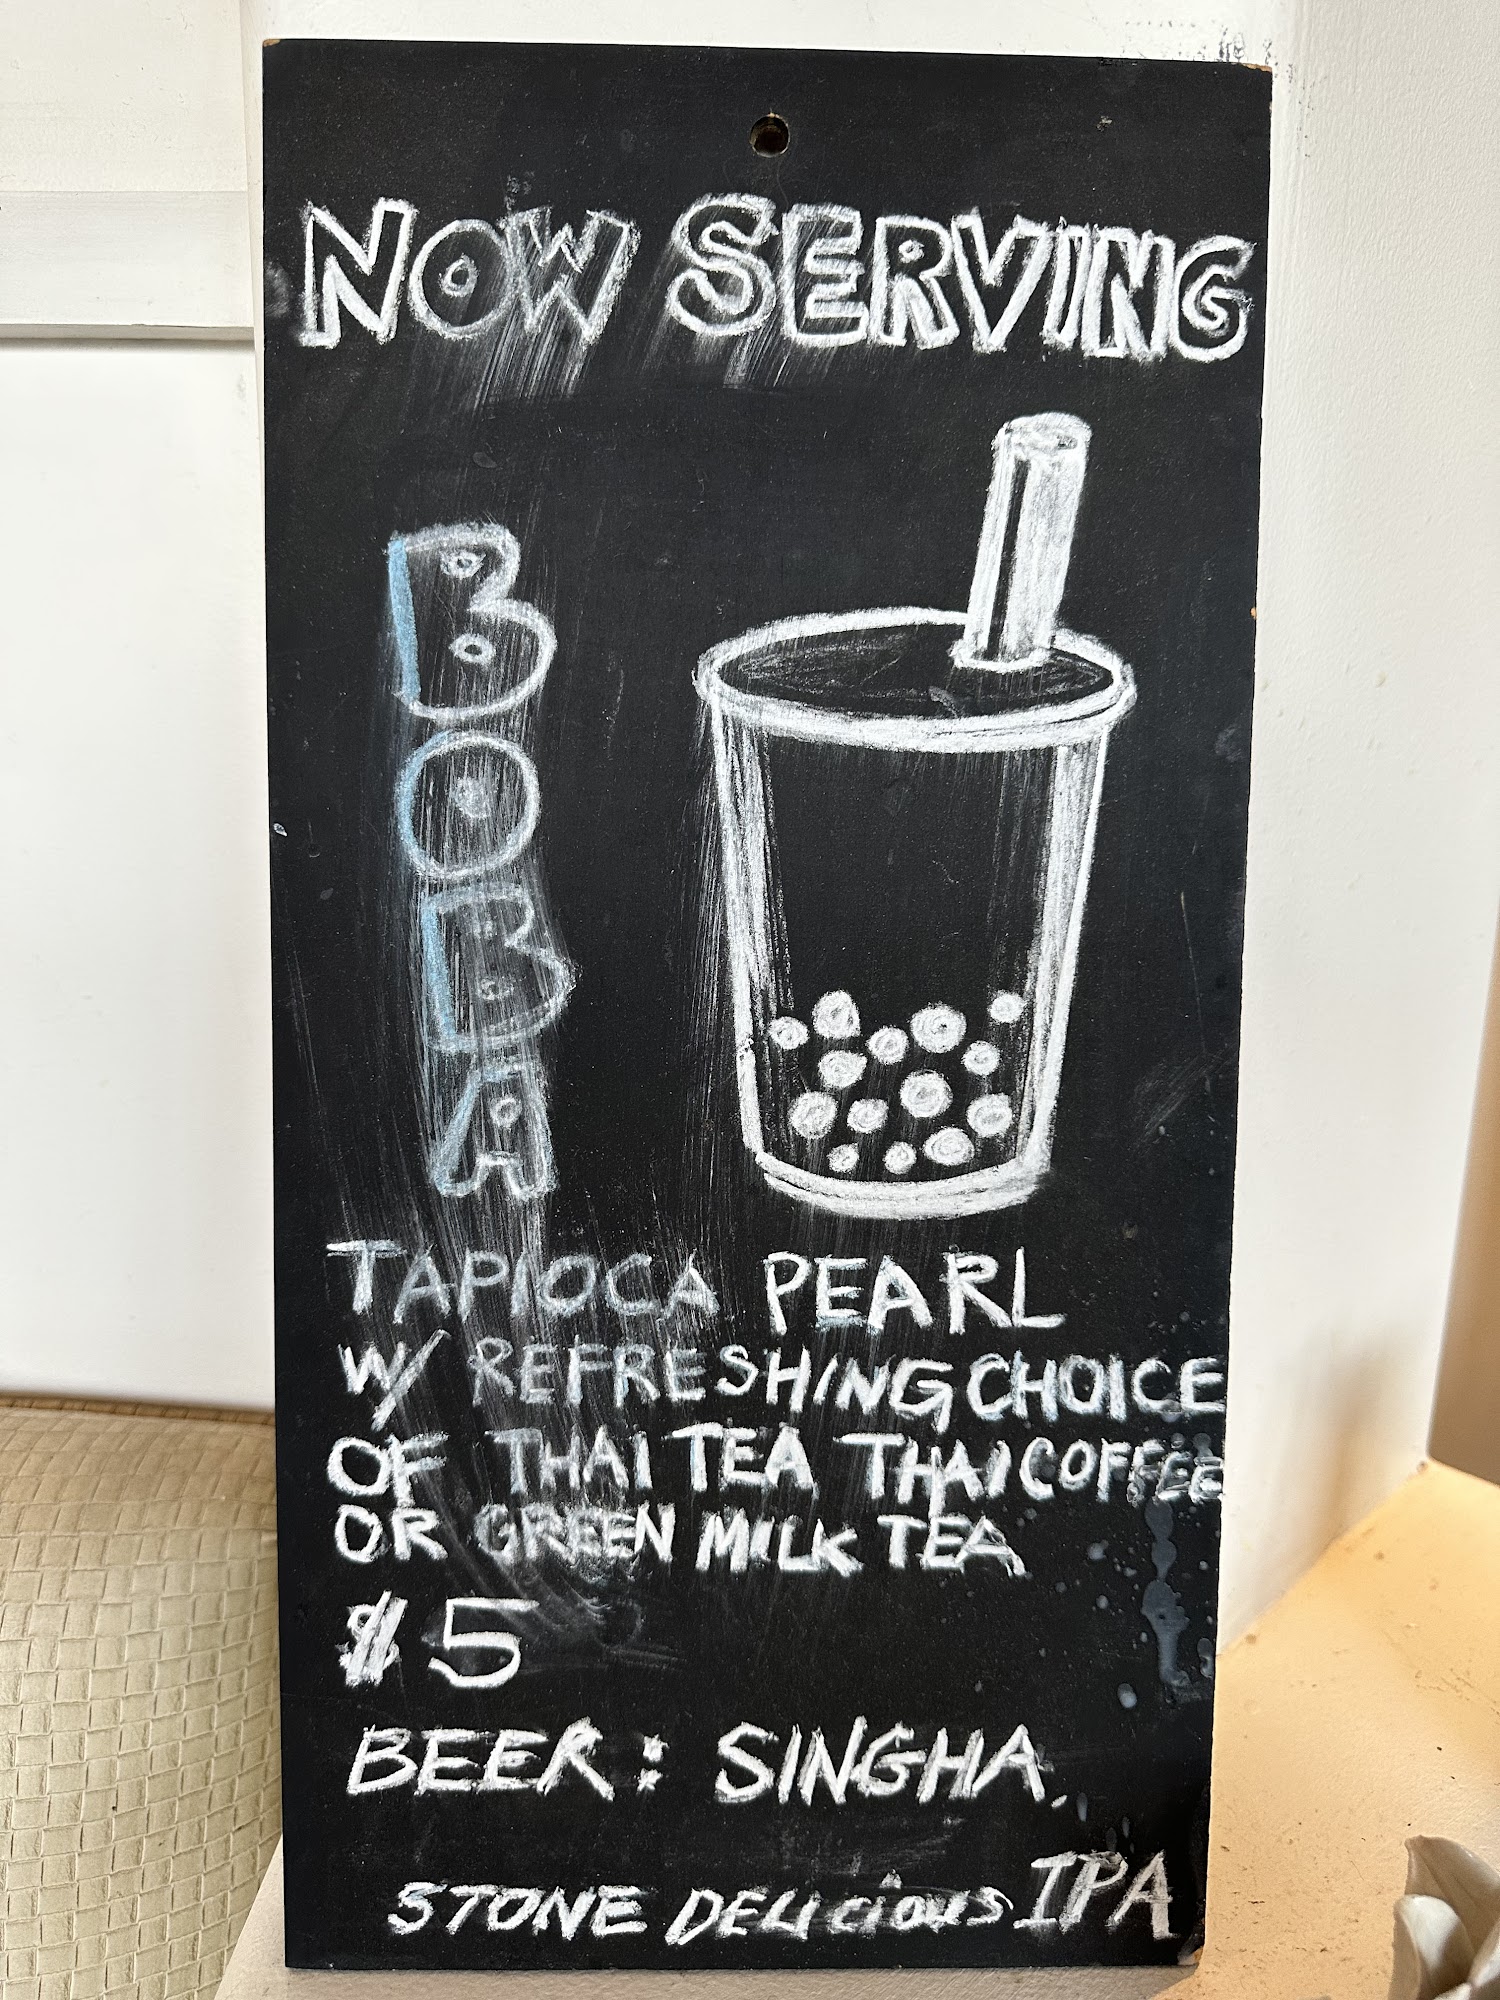 NOW SERVING
BOBA
TAPIOCA PEARL
W/ REFRESHING CHOICE
OF THAI TEA THAI COFFEE
OR GREEN MILK TEA
$5
BEER: SINGHA,
STONE DELICIOUS IPA